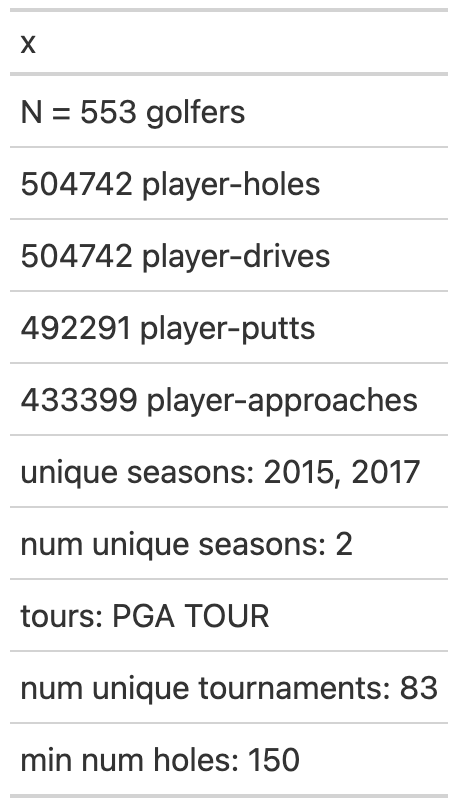 x
N = 553 golfers
504742 player-holes
504742 player-drives
492291 player-putts
433399 player-approaches
unique seasons: 2015, 2017
num unique seasons: 2
tours: PGA TOUR
num unique tournaments: 83
min num holes: 150